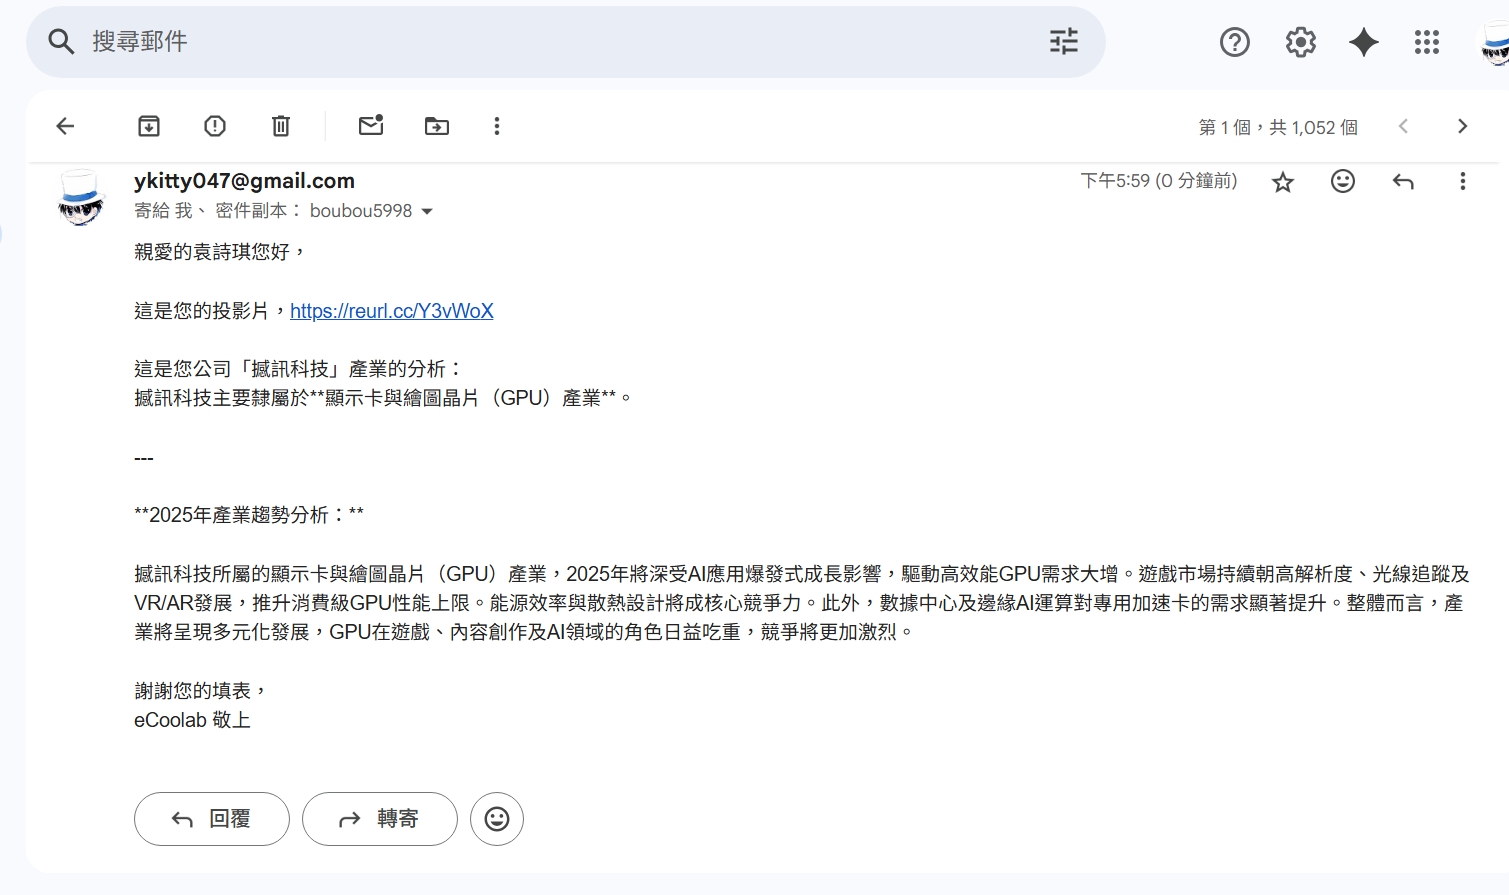 搜尋郵件
第 1 個，共 1,052 個
ykitty047@gmail.com
下午5:59 (0 分鐘前)
寄給 我、 密件副本： boubou5998
親愛的袁詩琪您好，
這是您的投影片，https://reurl.cc/Y3vWoX
這是您公司「撼訊科技」產業的分析：
撼訊科技主要隸屬於**顯示卡與繪圖晶片（GPU）產業**。
---
**2025年產業趨勢分析：**
撼訊科技所屬的顯示卡與繪圖晶片（GPU）產業，2025年將深受AI應用爆發式成長影響，驅動高效能GPU需求大增。遊戲市場持續朝高解析度、光線追蹤及
VR/AR發展，推升消費級GPU性能上限。能源效率與散熱設計將成核心競爭力。此外，數據中心及邊緣AI運算對專用加速卡的需求顯著提升。整體而言，產
業將呈現多元化發展，GPU在遊戲、內容創作及AI領域的角色日益吃重，競爭將更加激烈。
謝謝您的填表，
eCoolab 敬上
回覆
轉寄